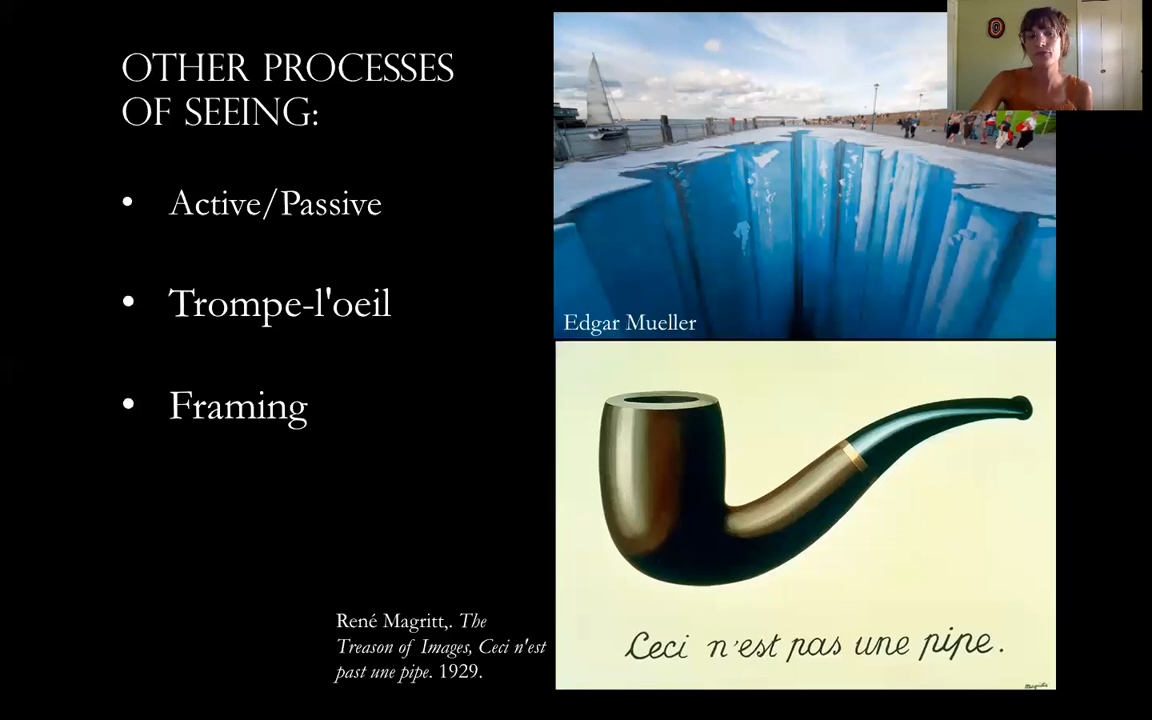 OTHER PROCESSES
OF SEEING:
• Active/Passive
• Trompe-l'oeil
• Framing
Edgar Mueller
René Magritt,. The
Treason of Images, Ceci n'est
past une pipe. 1929.
Ceci n'est pas une pipe.
Magritte